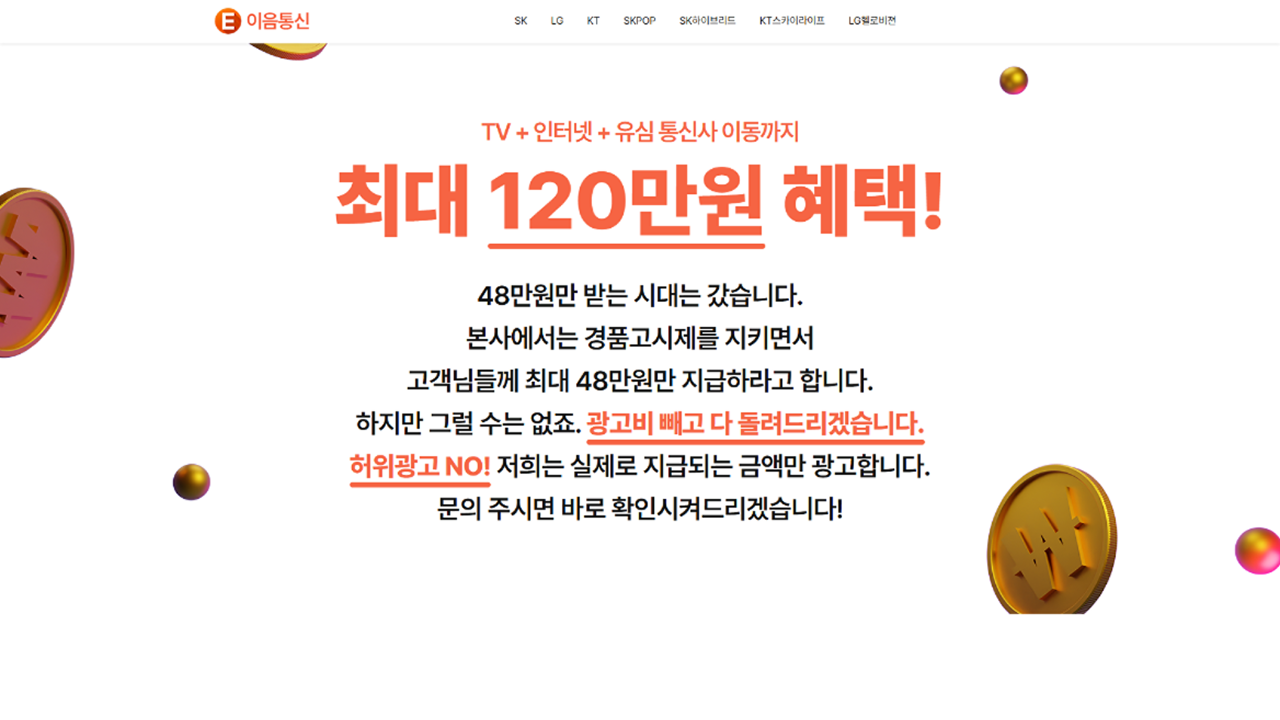 E 이음통신
SK LG KT SKPOP SK하이브리드 KT스카이라이프 LG헬로비젼
TV + 인터넷 + 유심 통신사 이동까지
최대 120만원 혜택!
48만원만 받는 시대는 갔습니다.
본사에서는 경품고시제를 지키면서
고객님들께 최대 48만원만 지급하라고 합니다.
하지만 그럴 수는 없죠. 광고비 빼고 다 돌려드리겠습니다.
허위광고 NO! 저희는 실제로 지급되는 금액만 광고합니다.
문의 주시면 바로 확인시켜드리겠습니다!